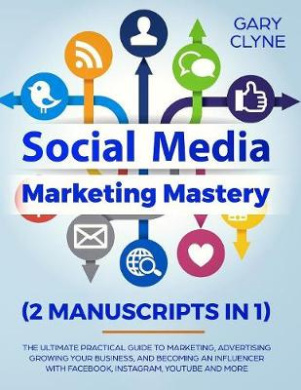 GARY
CLYNE
Social Media
Marketing Mastery
(2 MANUSCRIPTS IN 1)
THE ULTIMATE PRACTICAL GUIDE TO MARKETING, ADVERTISING
GROWING YOUR BUSINESS, AND BECOMING AN INFLUENCER
WITH FACEBOOK, INSTAGRAM, YOUTUBE AND MORE